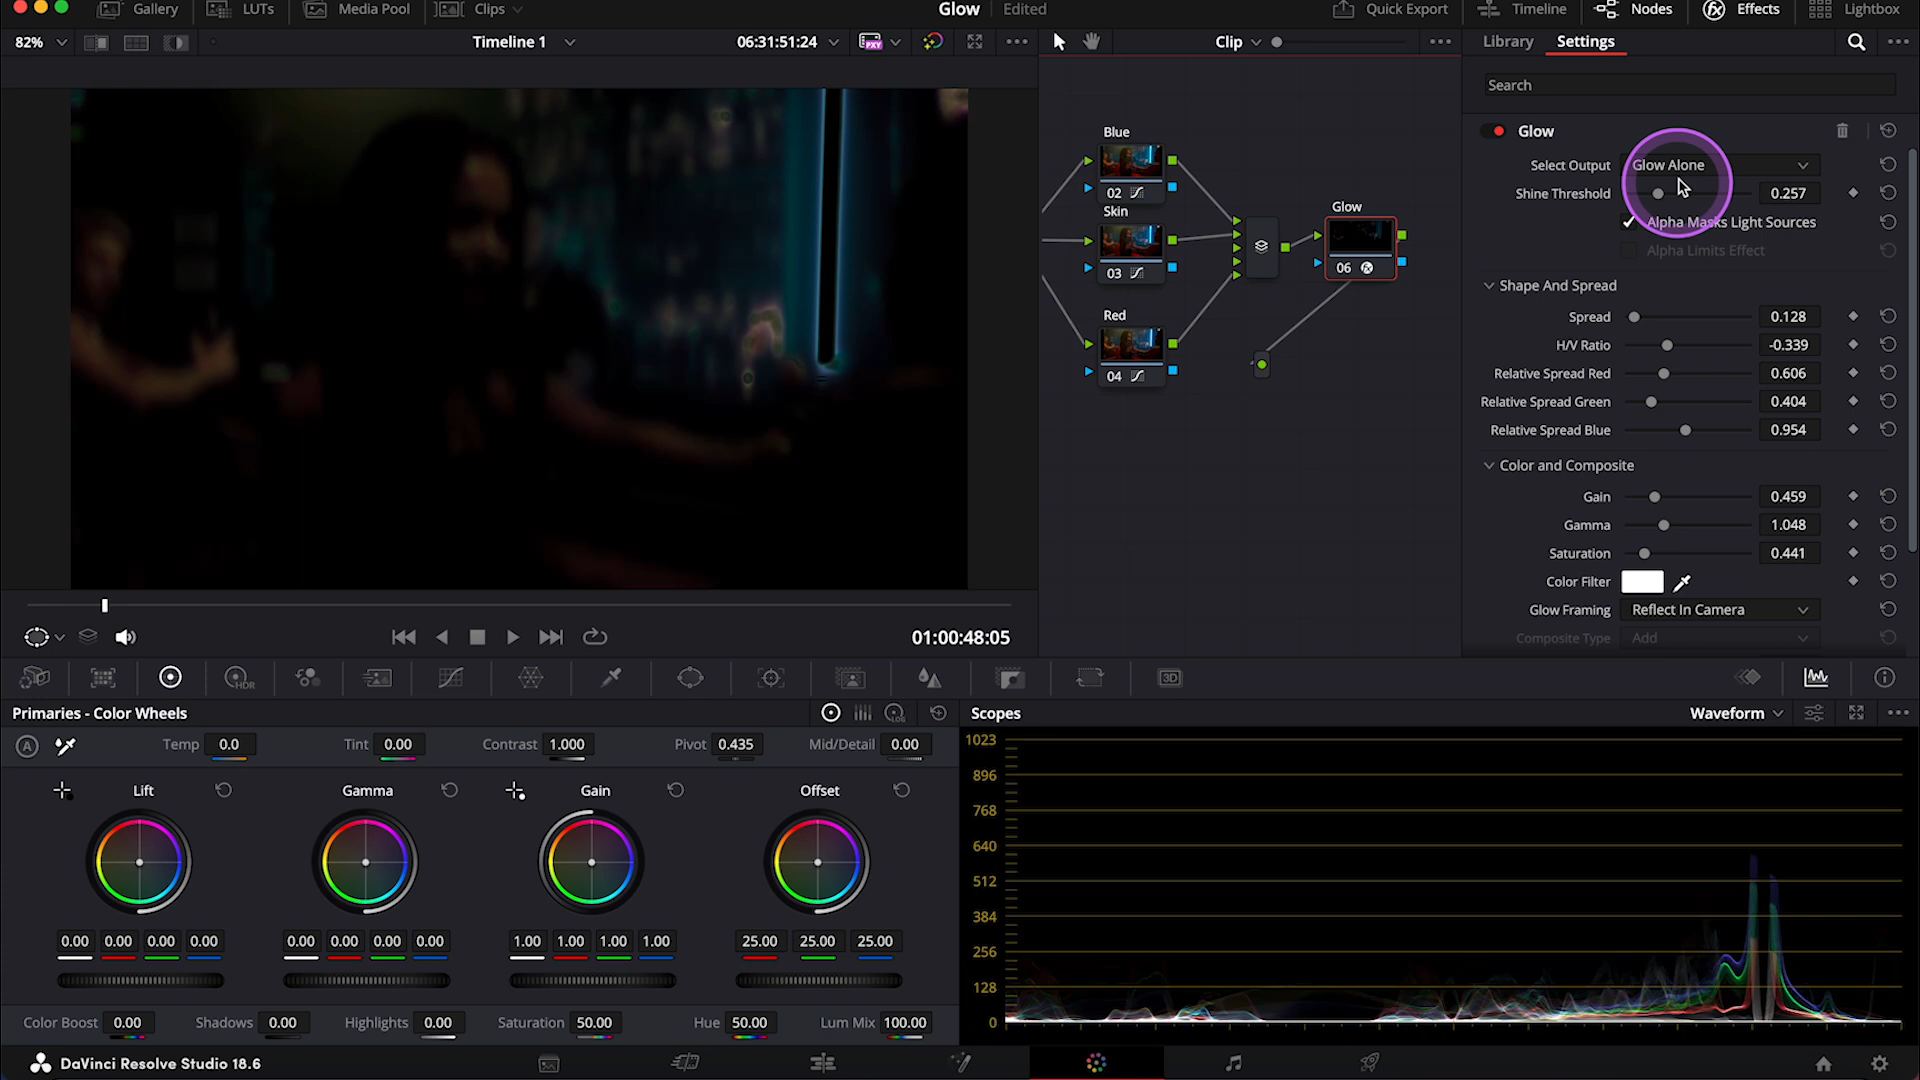 Gallery
LUTs
Media Pool
Clips
Glow
Edited
Quick Export
Timeline
Nodes
Effects
Lightbox
82%
Timeline 1
06:31:51:24
PXY
Clip
Library
Settings
Search
Glow
Select Output
Glow Alone
Shine Threshold
0.257
Alpha Masks Light Sources
Alpha Limits Effect
Shape And Spread
Spread
0.128
H/V Ratio
-0.339
Relative Spread Red
0.606
Relative Spread Green
0.404
Relative Spread Blue
0.954
Color and Composite
Gain
0.459
Gamma
1.048
Saturation
0.441
Color Filter
Glow Framing
Reflect In Camera
Composite Type
Add
Blue
02
Skin
03
Red
04
Glow
06
01:00:48:05
HDR
3D
Primaries - Color Wheels
LOG
Scopes
Waveform
A
Temp
0.0
Tint
0.00
Contrast
1.000
Pivot
0.435
Mid/Detail
0.00
Lift
Gamma
Gain
Offset
0.00 0.00 0.00 0.00
0.00 0.00 0.00 0.00
1.00 1.00 1.00 1.00
25.00 25.00 25.00
Color Boost
0.00
Shadows
0.00
Highlights
0.00
Saturation
50.00
Hue
50.00
Lum Mix
100.00
1023
896
768
640
512
384
256
128
0
DaVinci Resolve Studio 18.6